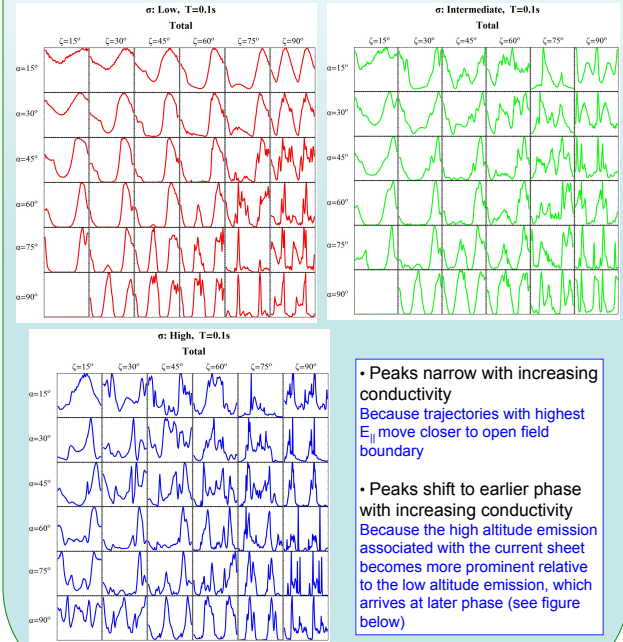 σ: Low, T=0.1s
Total
ζ=15° ζ=30° ζ=45° ζ=60° ζ=75° ζ=90°
α=15°
α=30°
α=45°
α=60°
α=75°
α=90°
σ: Intermediate, T=0.1s
Total
ζ=15° ζ=30° ζ=45° ζ=60° ζ=75° ζ=90°
α=15°
α=30°
α=45°
α=60°
α=75°
α=90°
σ: High, T=0.1s
Total
ζ=15° ζ=30° ζ=45° ζ=60° ζ=75° ζ=90°
α=15°
α=30°
α=45°
α=60°
α=75°
α=90°
• Peaks narrow with increasing
conductivity
Because trajectories with highest
E|| move closer to open field
boundary
• Peaks shift to earlier phase
with increasing conductivity
Because the high altitude emission
associated with the current sheet
becomes more prominent relative
to the low altitude emission, which
arrives at later phase (see figure
below)